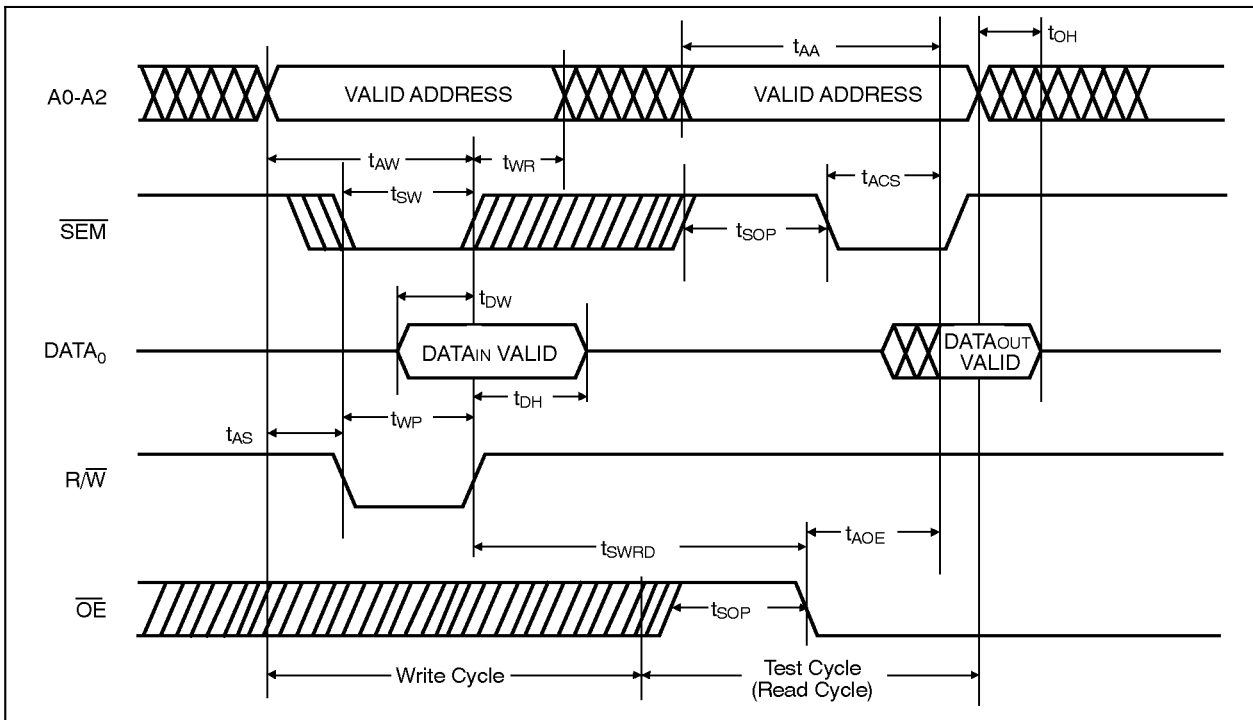 tAA
tOH
A0-A2
VALID ADDRESS
VALID ADDRESS
tAW
tWR
tSW
tACS
SEM
tSOP
tDW
DATA0
DATAIN VALID
DATAOUT
VALID
tDH
tWP
tAS
R/W
tSWRD
tAOE
OE
tSOP
Write Cycle
Test Cycle
(Read Cycle)